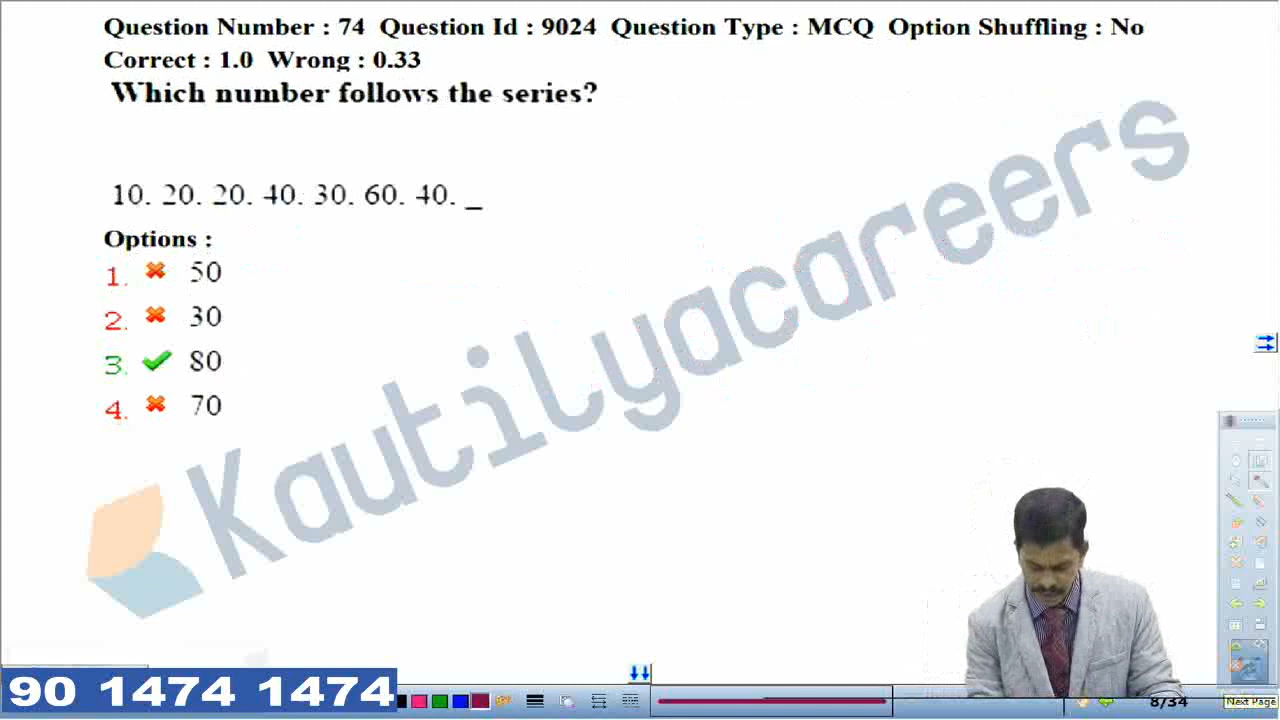 Question Number : 74 Question Id : 9024 Question Type : MCQ Option Shuffling : No
Correct : 1.0 Wrong : 0.33
Which number follows the series?
10. 20. 20. 40. 30. 60. 40. _
Options :
1. 50
2. 30
3. 80
4. 70
Kautilyacareers
90 1474 1474
8/34
Next Page